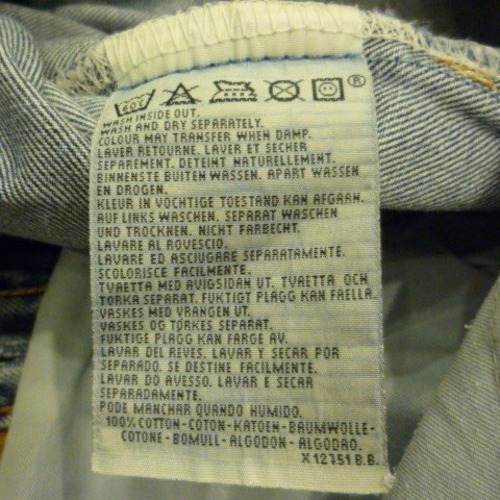 60°
®
WASH INSIDE OUT.
WASH AND DRY SEPARATELY.
COLOUR MAY TRANSFER WHEN DAMP.
LAVER RETOURNE. LAVER ET SECHER
SEPAREMENT. DETEINT NATURELLEMENT.
BINNENSTE BUITEN WASSEN. APART WASSEN
EN DROGEN.
KLEUR IN VOCHTIGE TOESTAND KAN AFGAAN.
AUF LINKS WASCHEN. SEPARAT WASCHEN
UND TROCKNEN. NICHT FARBECHT.
LAVARE AL ROVESCIO.
LAVARE ED ASCIUGARE SEPARATAMENTE.
SCOLORISCE FACILMENTE.
TVAETTA MED AVIGSIDAN UT. TVAETTA OCH
TORKA SEPARAT. FUKTIGT PLAGG KAN FAELLA.
VASKES MED VRANGEN UT.
VASKES OG TØRKES SEPARAT.
FUKTIGE PLAGG KAN FARGE AV.
LAVAR DEL REVES. LAVAR Y SECAR POR
SEPARADO. SE DESTINE FACILMENTE.
LAVAR DO AVESSO. LAVAR E SECAR
SEPARADAMENTE.
PODE MANCHAR QUANDO HUMIDO.
100% COTTON-COTON-KATOEN-BAUMWOLLE-
COTONE-BOMULL-ALGODON-ALGODAO.
X12751 B.B.